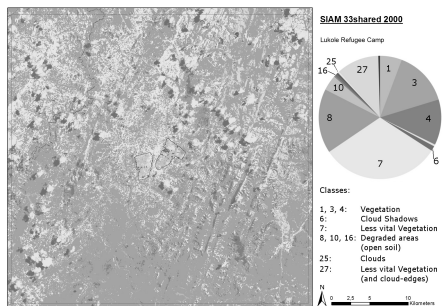 SIAM 33shared 2000
Lukole Refugee Camp
25
27
1
16
3
10
4
8
6
7
Classes:
1, 3, 4: Vegetation
6: Cloud Shadows
7: Less vital Vegetation
8, 10, 16: Degraded areas
(open soil)
25: Clouds
27: Less vital Vegetation
(and cloud-edges)
N
0 2,5 5 10
Kilometers